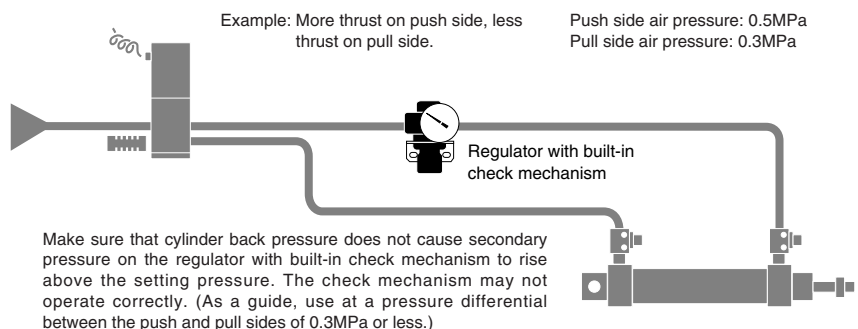 Example: More thrust on push side, less
thrust on pull side.
Push side air pressure: 0.5MPa
Pull side air pressure: 0.3MPa
Regulator with built-in
check mechanism
Make sure that cylinder back pressure does not cause secondary
pressure on the regulator with built-in check mechanism to rise
above the setting pressure. The check mechanism may not
operate correctly. (As a guide, use at a pressure differential
between the push and pull sides of 0.3MPa or less.)